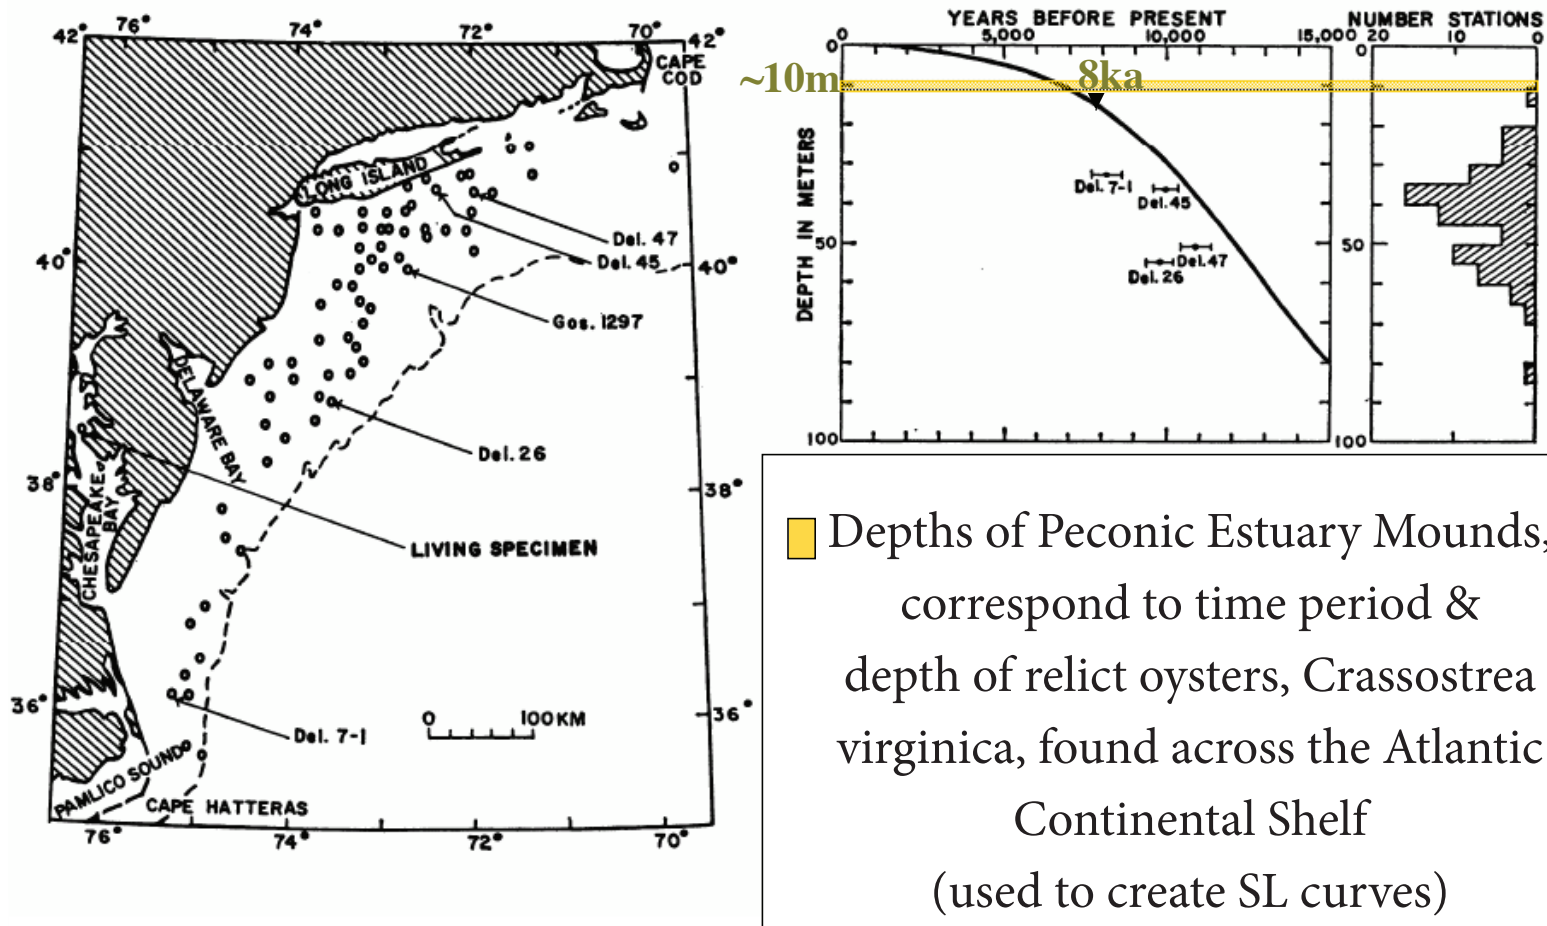 76°
74°
72°
70°
42°
42°
CAPE
COD
LONG ISLAND
Del. 47
Del. 45
40°
40°
Gos. 1297
DELAWARE BAY
Del. 26
38°
38°
CHESAPEAKE
BAY
LIVING SPECIMEN
36°
36°
Del. 7-1
0 100 KM
PAMLICO SOUND
CAPE HATTERAS
76°
74°
72°
70°
YEARS BEFORE PRESENT
0 5,000 10,000 15,000
NUMBER STATIONS
20 10 0
0
~10m
8ka
DEPTH IN METERS
Del. 7-1
Del. 45
50
Del. 47
Del. 26
100
0
50
100
Depths of Peconic Estuary Mounds,
correspond to time period &
depth of relict oysters, Crassostrea
virginica, found across the Atlantic
Continental Shelf
(used to create SL curves)